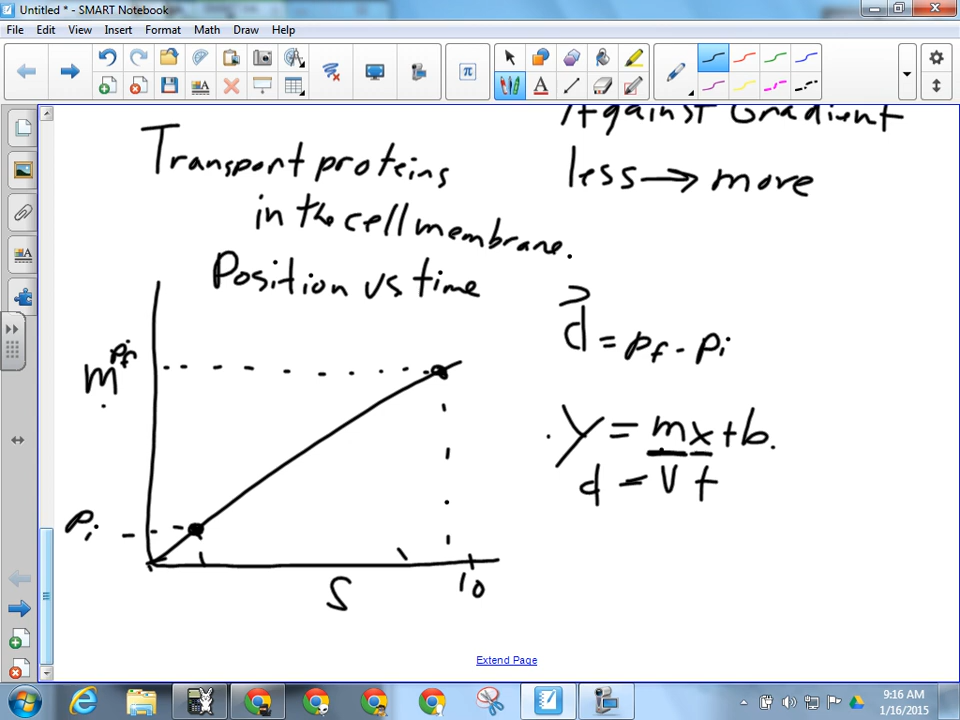 Untitled * - SMART Notebook
File Edit View Insert Format Math Draw Help
Against Gradient
less → more
Transport proteins
in the cell membrane.
Position vs time
d = pf - pi
pf
m
y = mx + b.
d = v t
Pi
S
10
Extend Page
9:16 AM
1/16/2015